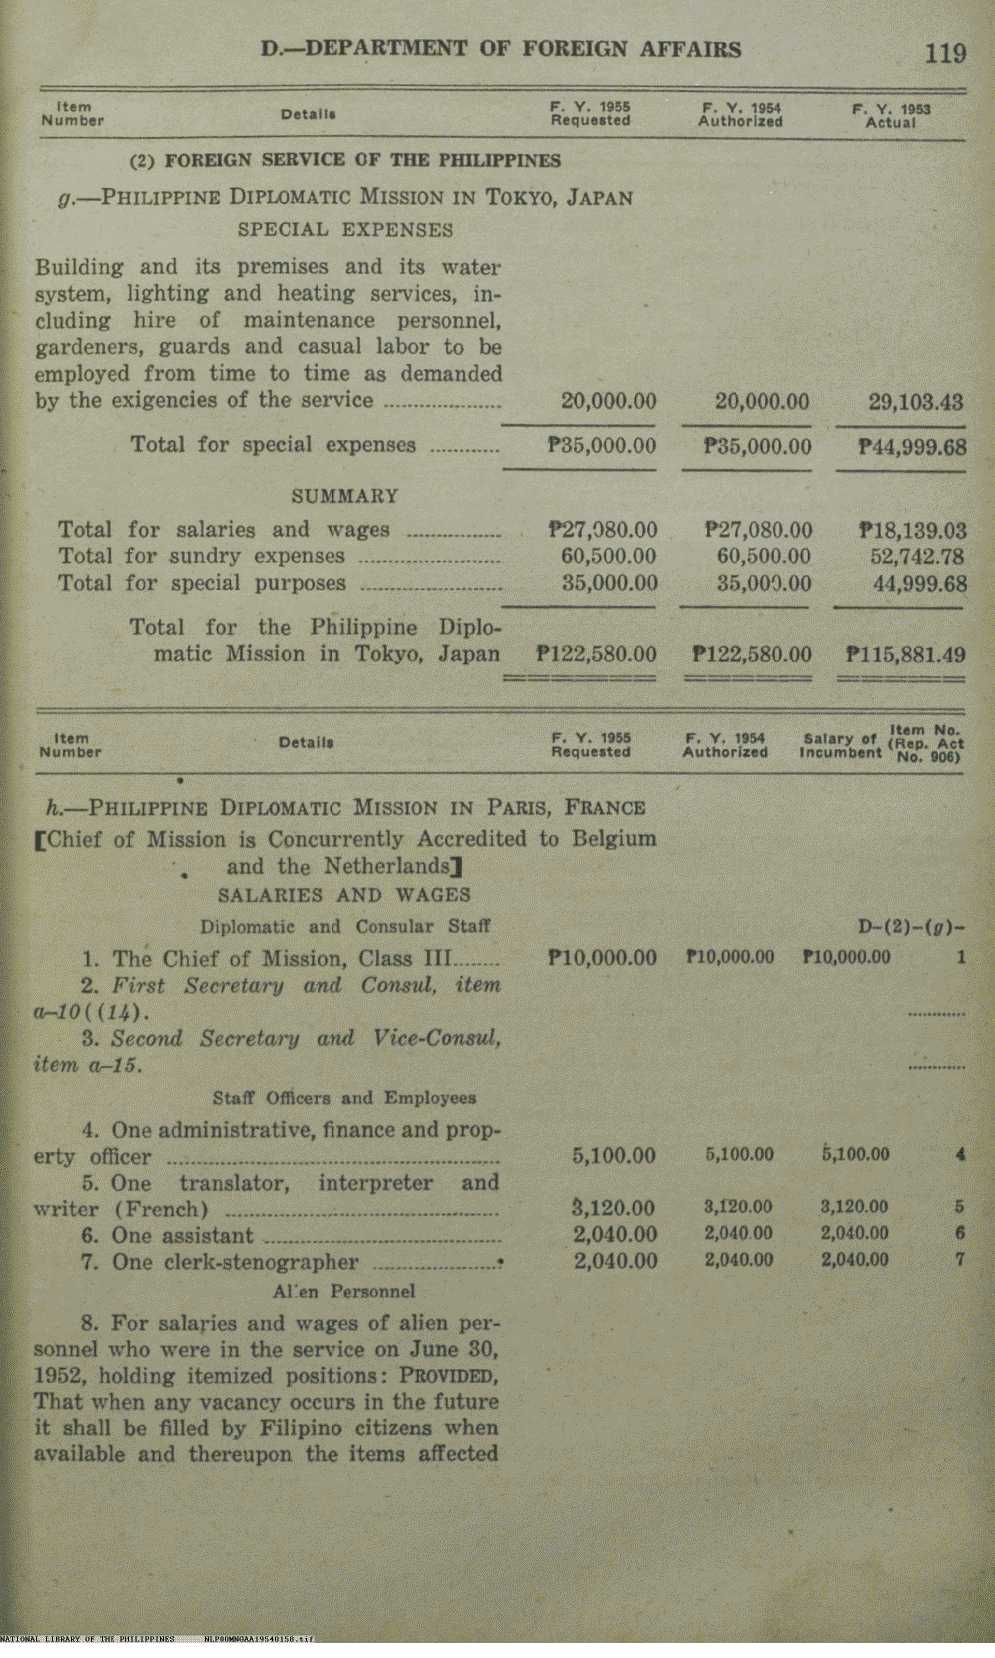 D.—DEPARTMENT OF FOREIGN AFFAIRS 119
Item Number Details F. Y. 1955 Requested F. Y. 1954 Authorized F. Y. 1953 Actual
(2) FOREIGN SERVICE OF THE PHILIPPINES
g.—PHILIPPINE DIPLOMATIC MISSION IN TOKYO, JAPAN
SPECIAL EXPENSES
Building and its premises and its water
system, lighting and heating services, in-
cluding hire of maintenance personnel,
gardeners, guards and casual labor to be
employed from time to time as demanded
by the exigencies of the service .................... 20,000.00 20,000.00 29,103.43
Total for special expenses ............ ₱35,000.00 ₱35,000.00 ₱44,999.68
SUMMARY
Total for salaries and wages ................ ₱27,080.00 ₱27,080.00 ₱18,139.03
Total for sundry expenses ........................ 60,500.00 60,500.00 52,742.78
Total for special purposes ........................ 35,000.00 35,000.00 44,999.68
Total for the Philippine Diplo-
matic Mission in Tokyo, Japan ₱122,580.00 ₱122,580.00 ₱115,881.49
Item Number Details F. Y. 1955 Requested F. Y. 1954 Authorized Salary of Incumbent Item No. (Rep. Act No. 906)
h.—PHILIPPINE DIPLOMATIC MISSION IN PARIS, FRANCE
[Chief of Mission is Concurrently Accredited to Belgium
and the Netherlands]
SALARIES AND WAGES
Diplomatic and Consular Staff D-(2)-(g)-
1. The Chief of Mission, Class III........ ₱10,000.00 ₱10,000.00 ₱10,000.00 1
2. First Secretary and Consul, item
a-10((14). ............
3. Second Secretary and Vice-Consul,
item a-15. ............
Staff Officers and Employees
4. One administrative, finance and prop-
erty officer ........................................................ 5,100.00 5,100.00 5,100.00 4
5. One translator, interpreter and
writer (French) .............................................. 3,120.00 3,120.00 3,120.00 5
6. One assistant ........................................ 2,040.00 2,040.00 2,040.00 6
7. One clerk-stenographer ..................... 2,040.00 2,040.00 2,040.00 7
Alien Personnel
8. For salaries and wages of alien per-
sonnel who were in the service on June 30,
1952, holding itemized positions: PROVIDED,
That when any vacancy occurs in the future
it shall be filled by Filipino citizens when
available and thereupon the items affected
NATIONAL LIBRARY OF THE PHILIPPINES NLP00MNGAA19540158.tif